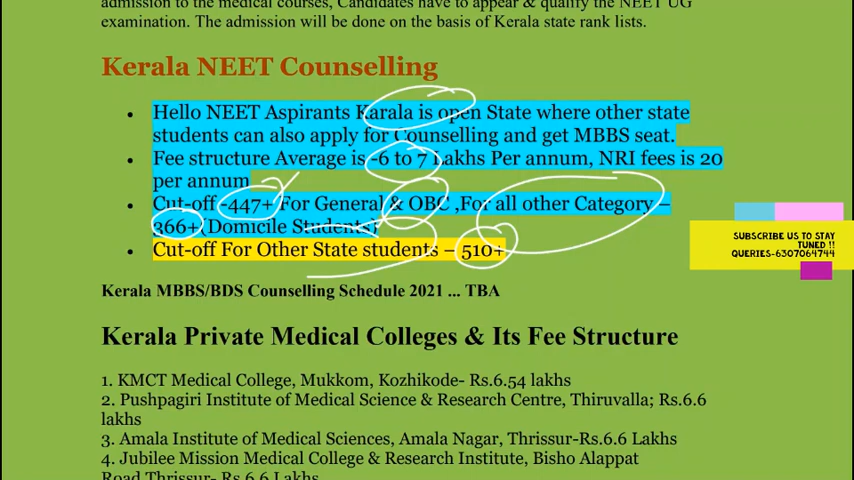 admission to the medical courses, Candidates have to appear & qualify the NEET UG
examination. The admission will be done on the basis of Kerala state rank lists.
Kerala NEET Counselling
• Hello NEET Aspirants Karala is open State where other state
students can also apply for Counselling and get MBBS seat.
• Fee structure Average is -6 to 7 Lakhs Per annum, NRI fees is 20
per annum
• Cut-off -447+ For General & OBC ,For all other Category –
366+(Domicile Students)
• Cut-off For Other State students – 510+
SUBSCRIBE US TO STAY
TUNED !!
QUERIES-6307064744
Kerala MBBS/BDS Counselling Schedule 2021 ... TBA
Kerala Private Medical Colleges & Its Fee Structure
1. KMCT Medical College, Mukkom, Kozhikode- Rs.6.54 lakhs
2. Pushpagiri Institute of Medical Science & Research Centre, Thiruvalla; Rs.6.6
lakhs
3. Amala Institute of Medical Sciences, Amala Nagar, Thrissur-Rs.6.6 Lakhs
4. Jubilee Mission Medical College & Research Institute, Bisho Alappat
Road Thrissur- Rs 6.6 Lakhs